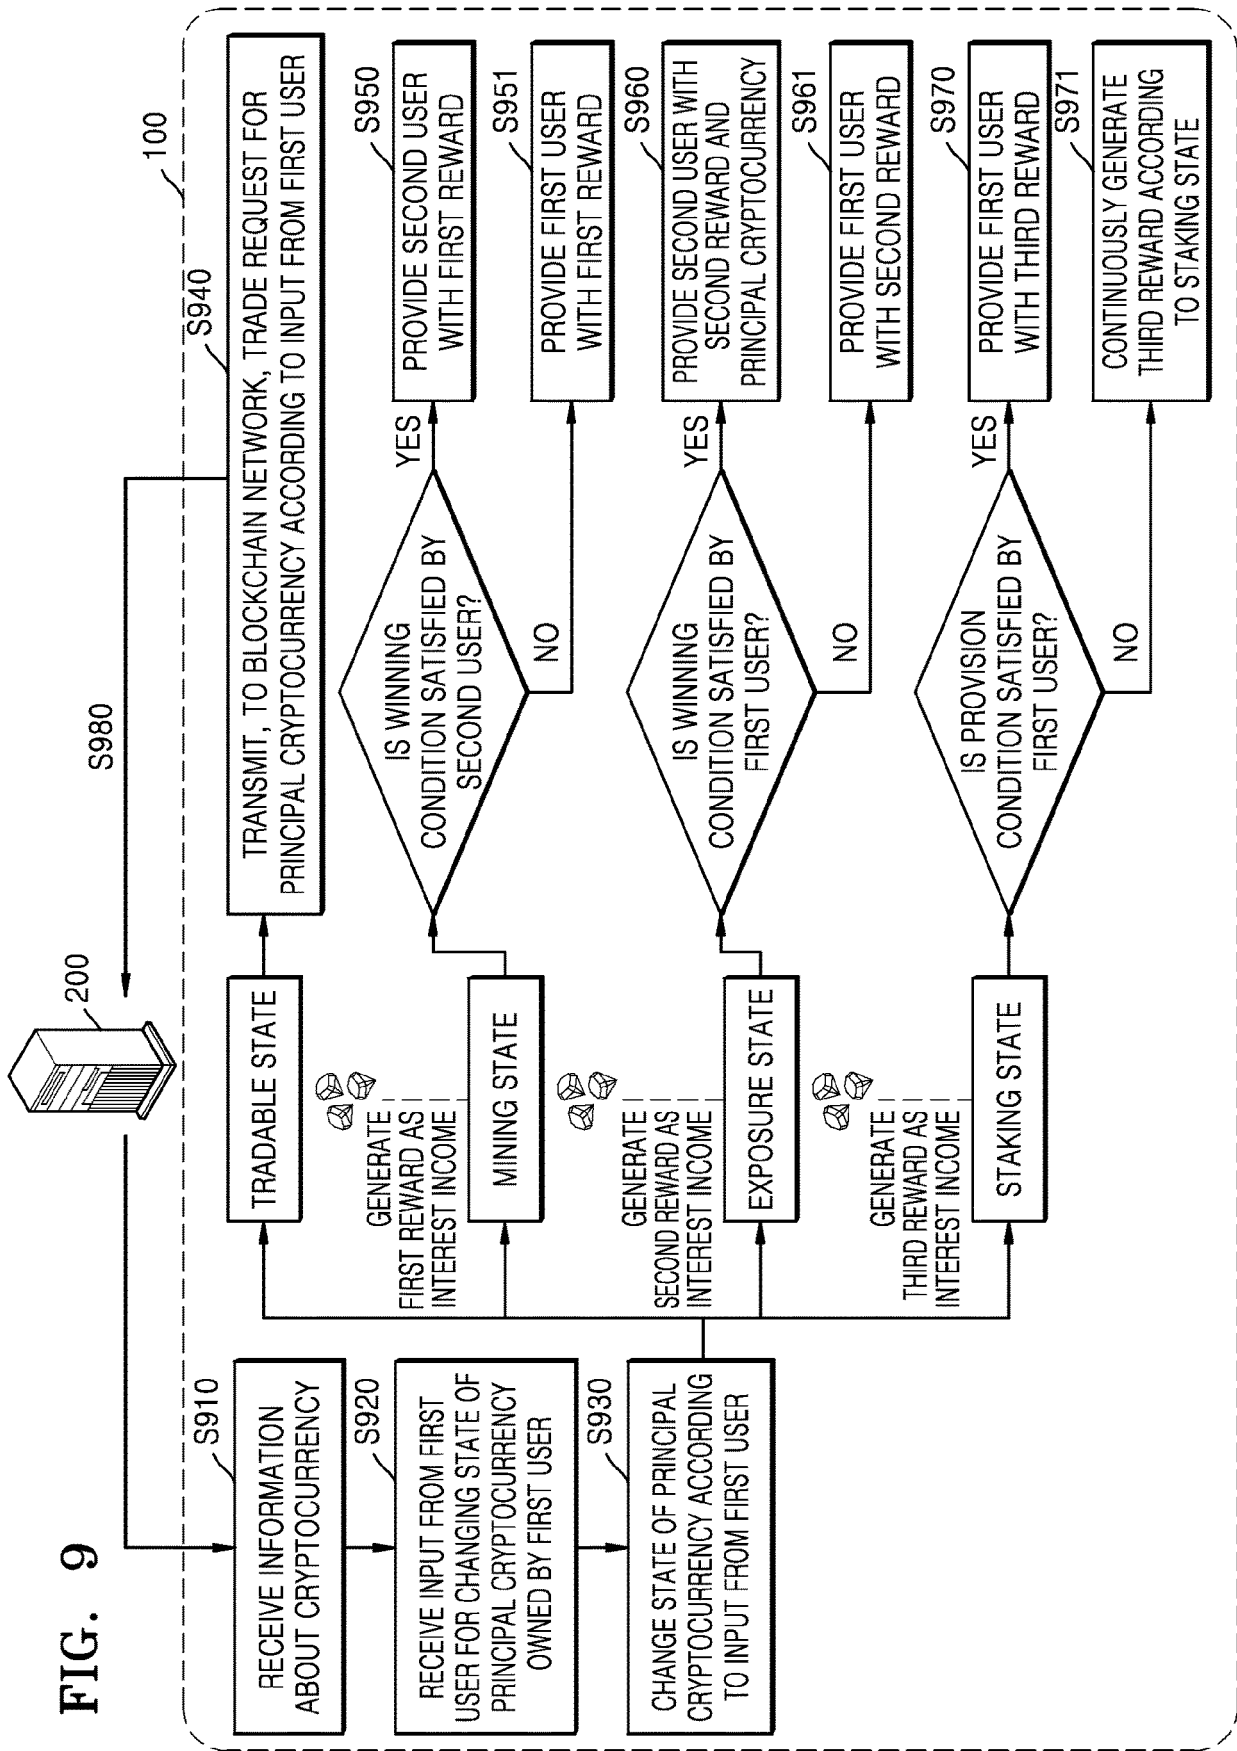 FIG. 9
200
S980
100
S910
RECEIVE INFORMATION
ABOUT CRYPTOCURRENCY
S920
RECEIVE INPUT FROM FIRST
USER FOR CHANGING STATE OF
PRINCIPAL CRYPTOCURRENCY
OWNED BY FIRST USER
S930
CHANGE STATE OF PRINCIPAL
CRYPTOCURRENCY ACCORDING
TO INPUT FROM FIRST USER
TRADABLE STATE
S940
TRANSMIT, TO BLOCKCHAIN NETWORK, TRADE REQUEST FOR
PRINCIPAL CRYPTOCURRENCY ACCORDING TO INPUT FROM FIRST USER
GENERATE
FIRST REWARD AS
INTEREST INCOME
MINING STATE
IS WINNING
CONDITION SATISFIED BY
SECOND USER?
YES
S950
PROVIDE SECOND USER
WITH FIRST REWARD
NO
S951
PROVIDE FIRST USER
WITH FIRST REWARD
GENERATE
SECOND REWARD AS
INTEREST INCOME
EXPOSURE STATE
IS WINNING
CONDITION SATISFIED BY
FIRST USER?
YES
S960
PROVIDE SECOND USER WITH
SECOND REWARD AND
PRINCIPAL CRYPTOCURRENCY
NO
S961
PROVIDE FIRST USER
WITH SECOND REWARD
GENERATE
THIRD REWARD AS
INTEREST INCOME
STAKING STATE
IS PROVISION
CONDITION SATISFIED BY
FIRST USER?
YES
S970
PROVIDE FIRST USER
WITH THIRD REWARD
NO
S971
CONTINUOUSLY GENERATE
THIRD REWARD ACCORDING
TO STAKING STATE